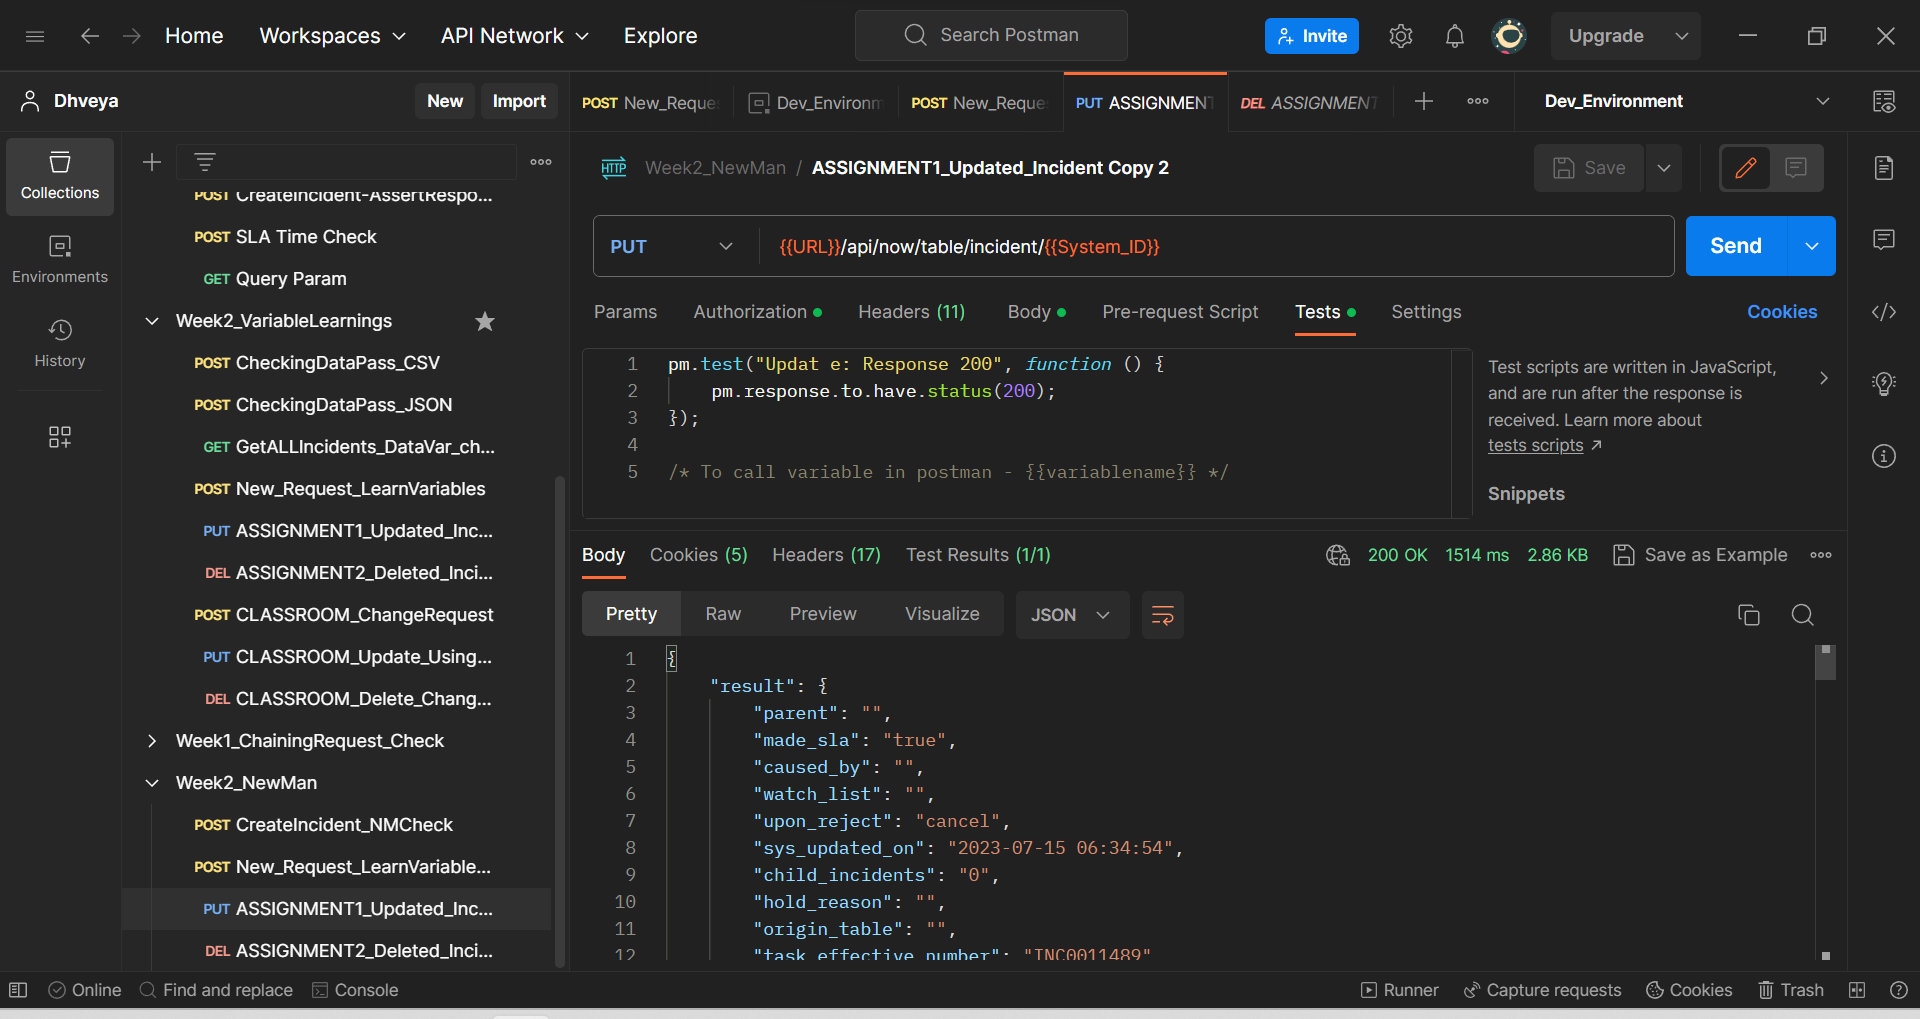 Home Workspaces API Network Explore Search Postman Invite Upgrade
Dhveya New Import
POST New_Reque Dev_Environm POST New_Reque PUT ASSIGNMENT DEL ASSIGNMENT Dev_Environment
Collections
Environments
History
POST CreateIncident-AssertRespo...
POST SLA Time Check
GET Query Param
Week2_VariableLearnings
POST CheckingDataPass_CSV
POST CheckingDataPass_JSON
GET GetALLIncidents_DataVar_ch...
POST New_Request_LearnVariables
PUT ASSIGNMENT1_Updated_Inc...
DEL ASSIGNMENT2_Deleted_Inci...
POST CLASSROOM_ChangeRequest
PUT CLASSROOM_Update_Using...
DEL CLASSROOM_Delete_Chang...
Week1_ChainingRequest_Check
Week2_NewMan
POST CreateIncident_NMCheck
POST New_Request_LearnVariable...
PUT ASSIGNMENT1_Updated_Inc...
DEL ASSIGNMENT2_Deleted_Inci...
HTTP Week2_NewMan / ASSIGNMENT1_Updated_Incident Copy 2 Save
PUT {{URL}}/api/now/table/incident/{{System_ID}} Send
Params Authorization Headers (11) Body Pre-request Script Tests Settings Cookies
1 pm.test("Updat e: Response 200", function () {
2 pm.response.to.have.status(200);
3 });
4
5 /* To call variable in postman - {{variablename}} */
Test scripts are written in JavaScript,
and are run after the response is
received. Learn more about
tests scripts ↗
Snippets
Body Cookies (5) Headers (17) Test Results (1/1) 200 OK 1514 ms 2.86 KB Save as Example
Pretty Raw Preview Visualize JSON
1 {
2 "result": {
3 "parent": "",
4 "made_sla": "true",
5 "caused_by": "",
6 "watch_list": "",
7 "upon_reject": "cancel",
8 "sys_updated_on": "2023-07-15 06:34:54",
9 "child_incidents": "0",
10 "hold_reason": "",
11 "origin_table": "",
12 "task_effective_number": "INC0011489"
Online Find and replace Console Runner Capture requests Cookies Trash